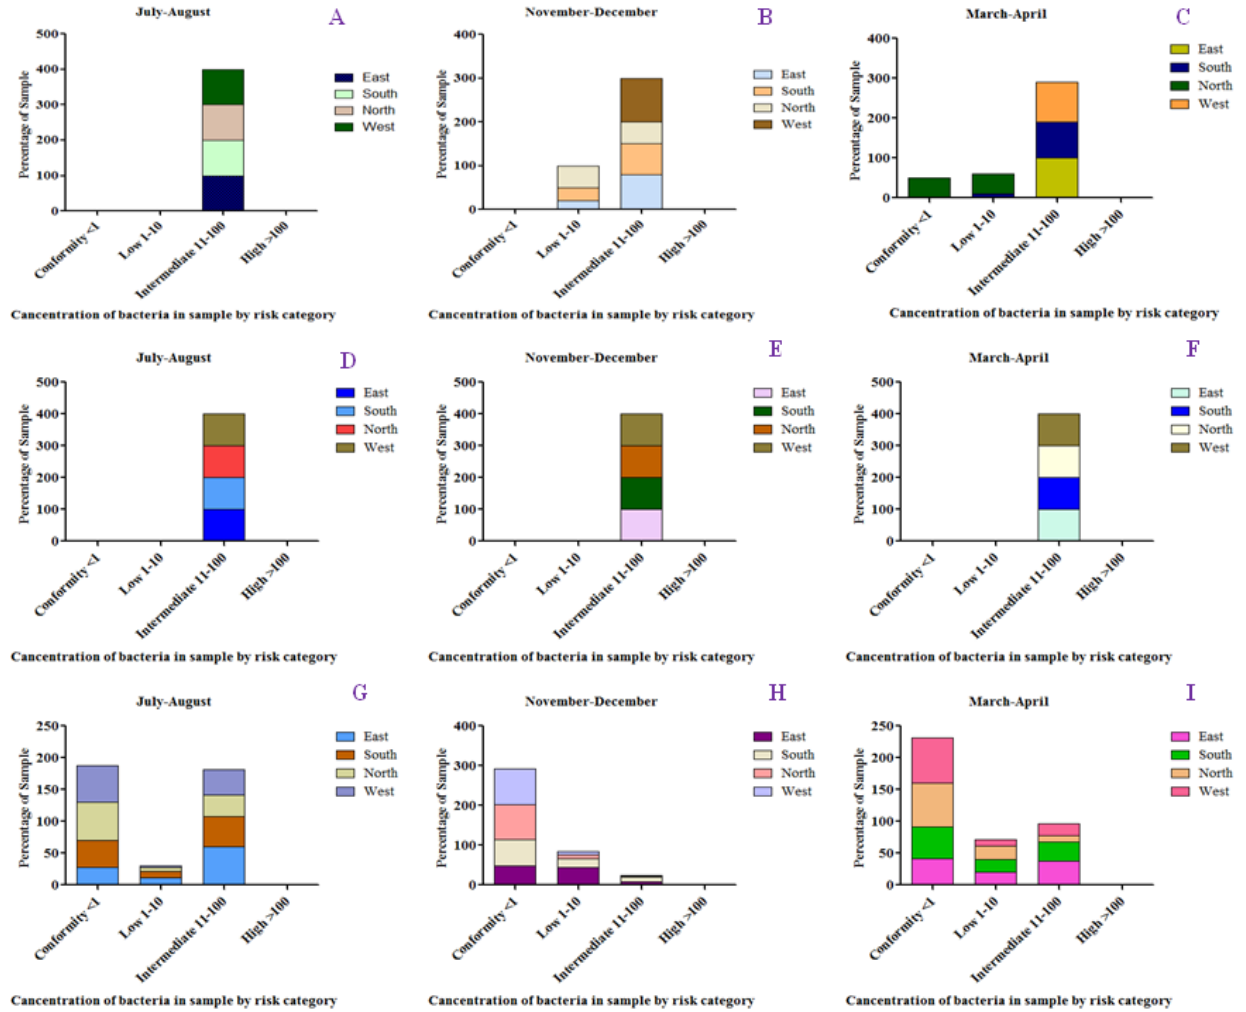 July-August
A
Percentage of Sample
500
400
300
200
100
0
East
South
North
West
Conformity <1
Low 1-10
Intermediate 11-100
High >100
Cancentration of bacteria in sample by risk category
November-December
B
Percentage of Sample
400
300
200
100
0
East
South
North
West
Conformity <1
Low 1-10
Intermediate 11-100
High >100
Cancentration of bacteria in sample by risk category
March-April
C
Percentage of Sample
400
300
200
100
0
East
South
North
West
Conformity <1
Low 1-10
Intermediate 11-100
High >100
Cancentration of bacteria in sample by risk category
July-August
D
Percentage of Sample
500
400
300
200
100
0
East
South
North
West
Conformity <1
Low 1-10
Intermediate 11-100
High >100
Cancentration of bacteria in sample by risk category
November-December
E
Percentage of Sample
500
400
300
200
100
0
East
South
North
West
Conformity <1
Low 1-10
Intermediate 11-100
High >100
Cancentration of bacteria in sample by risk category
March-April
F
Percentage of Sample
500
400
300
200
100
0
East
South
North
West
Conformity <1
Low 1-10
Intermediate 11-100
High >100
Cancentration of bacteria in sample by risk category
July-August
G
Percentage of Sample
250
200
150
100
50
0
East
South
North
West
Conformity <1
Low 1-10
Intermediate 11-100
High >100
Cancentration of bacteria in sample by risk category
November-December
H
Percentage of Sample
400
300
200
100
0
East
South
North
West
Conformity <1
Low 1-10
Intermediate 11-100
High >100
Cancentration of bacteria in sample by risk category
March-April
I
Percentage of Sample
250
200
150
100
50
0
East
South
North
West
Conformity <1
Low 1-10
Intermediate 11-100
High >100
Cancentration of bacteria in sample by risk category